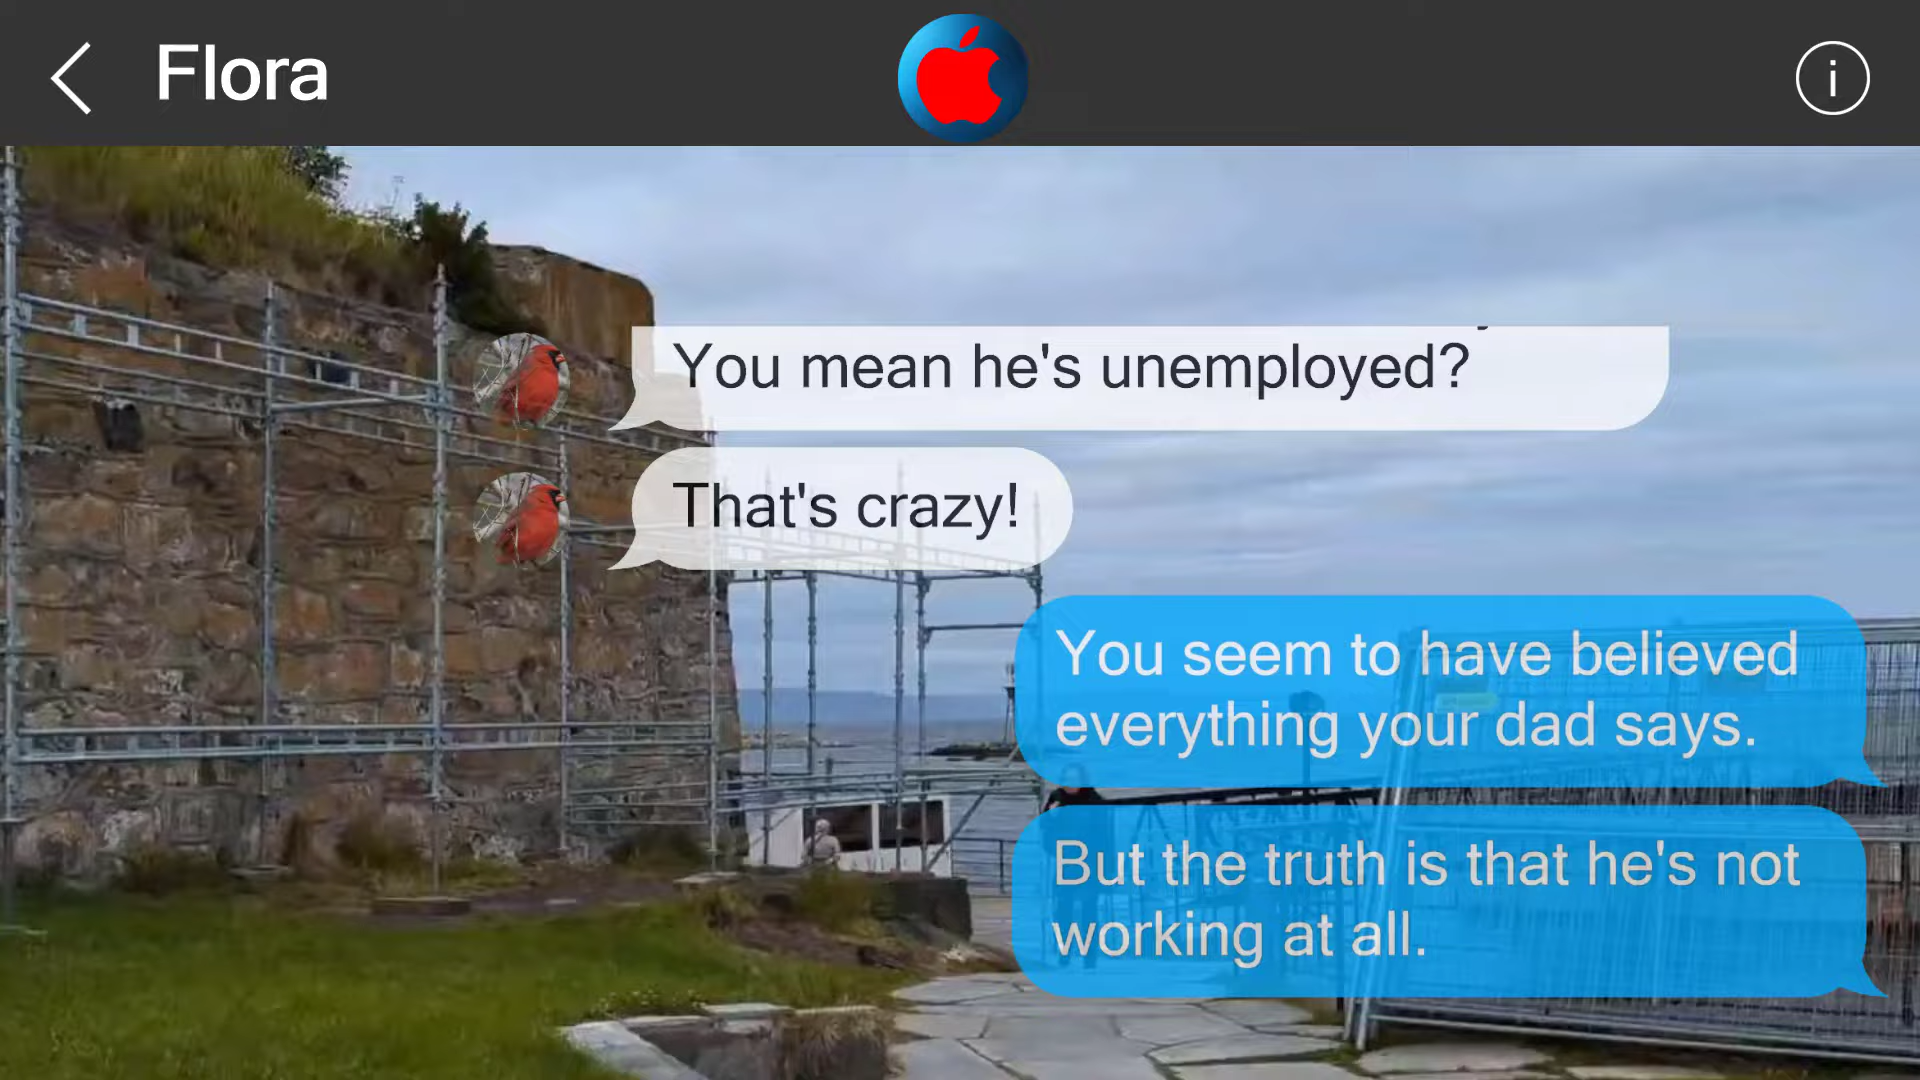 Flora
i
You mean he's unemployed?
That's crazy!
You seem to have believed
everything your dad says.
But the truth is that he's not
working at all.